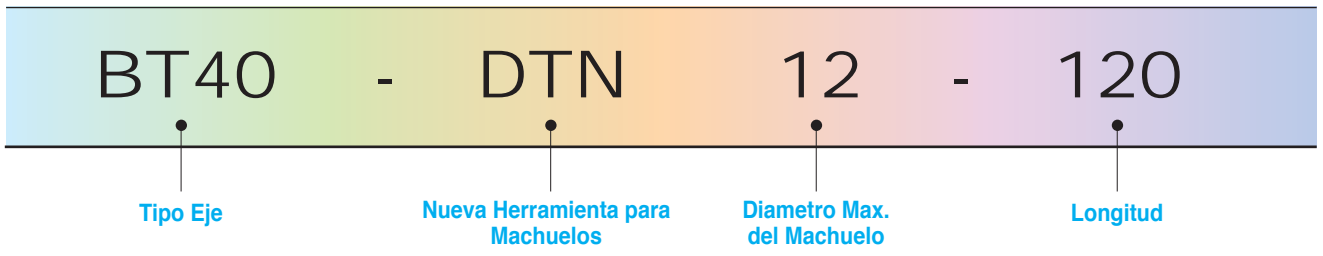 BT40 - DTN 12 - 120
Tipo Eje
Nueva Herramienta para
Machuelos
Diametro Max.
del Machuelo
Longitud